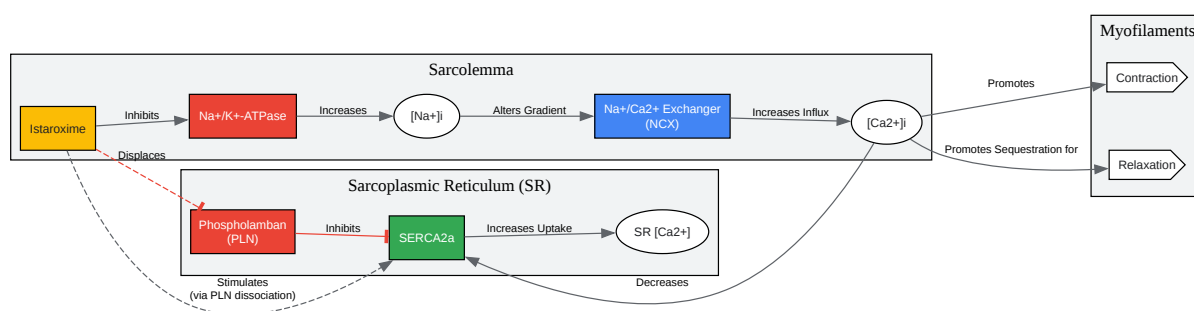 Myofilaments
Sarcolemma
Contraction
Promotes
Istaroxime
Inhibits
Na+/K+-ATPase
Increases
[Na+]i
Alters Gradient
Na+/Ca2+ Exchanger
(NCX)
Increases Influx
[Ca2+]i
Promotes Sequestration for
Relaxation
Displaces
Sarcoplasmic Reticulum (SR)
Phospholamban
(PLN)
Inhibits
SERCA2a
Increases Uptake
SR [Ca2+]
Stimulates
(via PLN dissociation)
Decreases